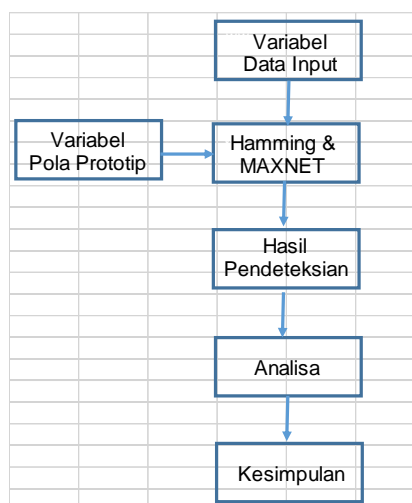 Variabel
Data Input
Variabel
Pola Prototip
Hamming &
MAXNET
Hasil
Pendeteksian
Analisa
Kesimpulan